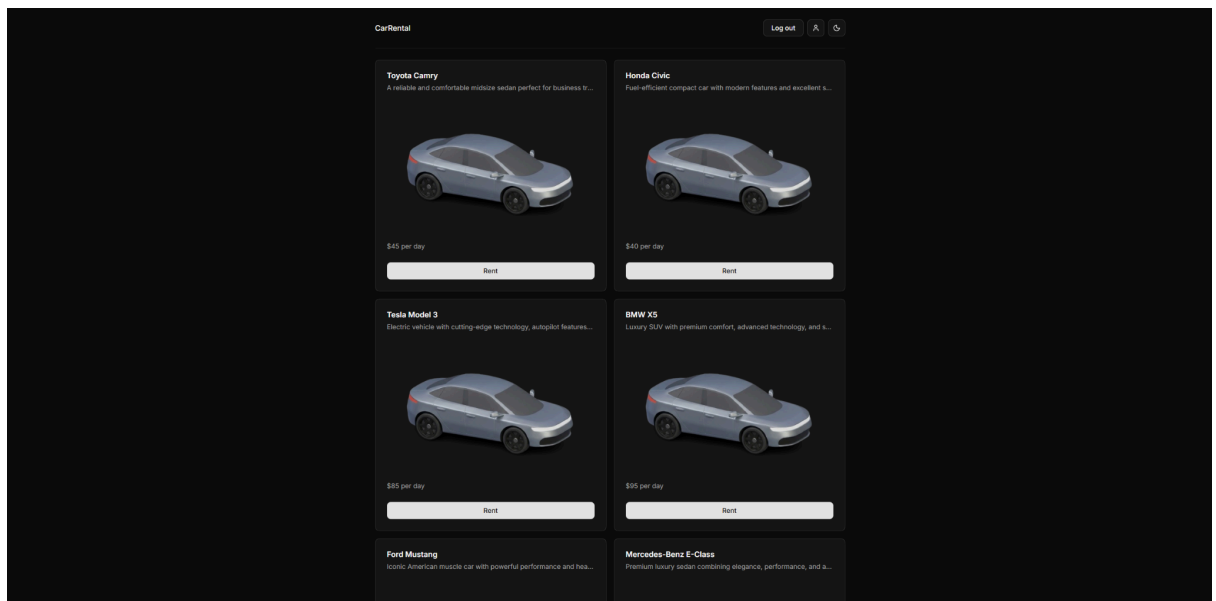 CarRental
Log out
Toyota Camry
A reliable and comfortable midsize sedan perfect for business tr...
$45 per day
Rent
Honda Civic
Fuel-efficient compact car with modern features and excellent s...
$40 per day
Rent
Tesla Model 3
Electric vehicle with cutting-edge technology, autopilot features...
$85 per day
Rent
BMW X5
Luxury SUV with premium comfort, advanced technology, and s...
$95 per day
Rent
Ford Mustang
Iconic American muscle car with powerful performance and hea...
Mercedes-Benz E-Class
Premium luxury sedan combining elegance, performance, and a...